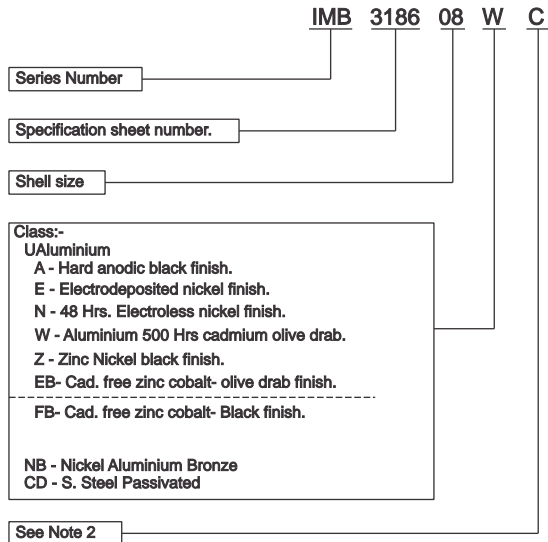 IMB 3186 08 W C
Series Number
Specification sheet number.
Shell size
Class:-
UAluminium
A - Hard anodic black finish.
E - Electrodeposited nickel finish.
N - 48 Hrs. Electroless nickel finish.
W - Aluminium 500 Hrs cadmium olive drab.
Z - Zinc Nickel black finish.
EB- Cad. free zinc cobalt- olive drab finish.
FB- Cad. free zinc cobalt- Black finish.
NB - Nickel Aluminium Bronze
CD - S. Steel Passivated
See Note 2